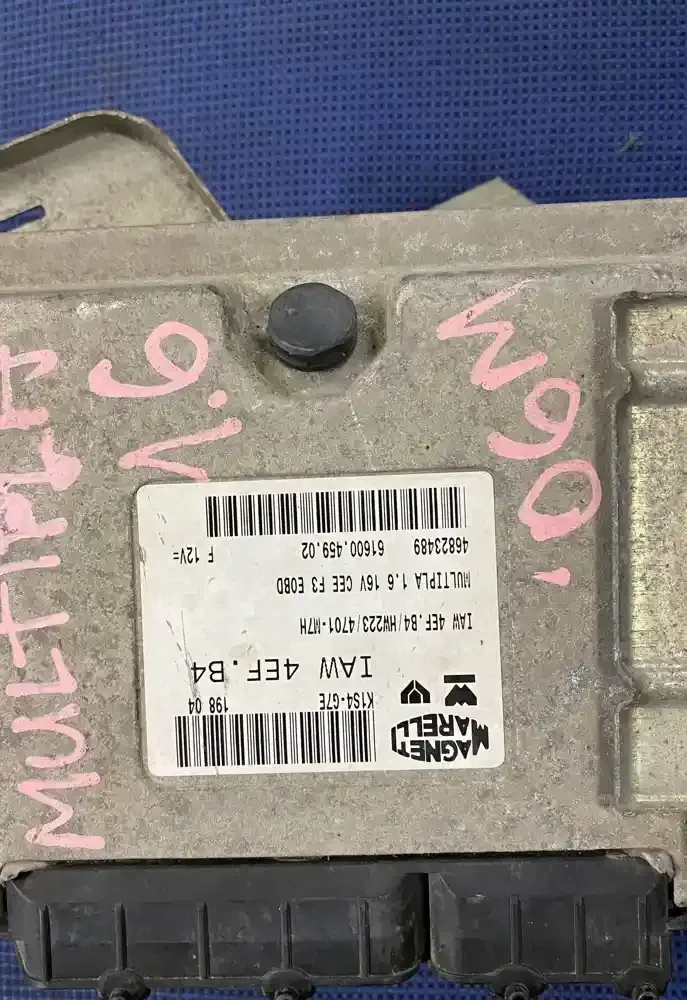 MAGNETI
MARELLI
K1S4-G7E 198 04
IAW 4EF.B4
IAW 4EF.B4/HW223/4701-M7H
MULTIPLA 1.6 16V CEE F3 EOBD
46823489 61600.459.02 F 12V=
MULTIPLA
1.6